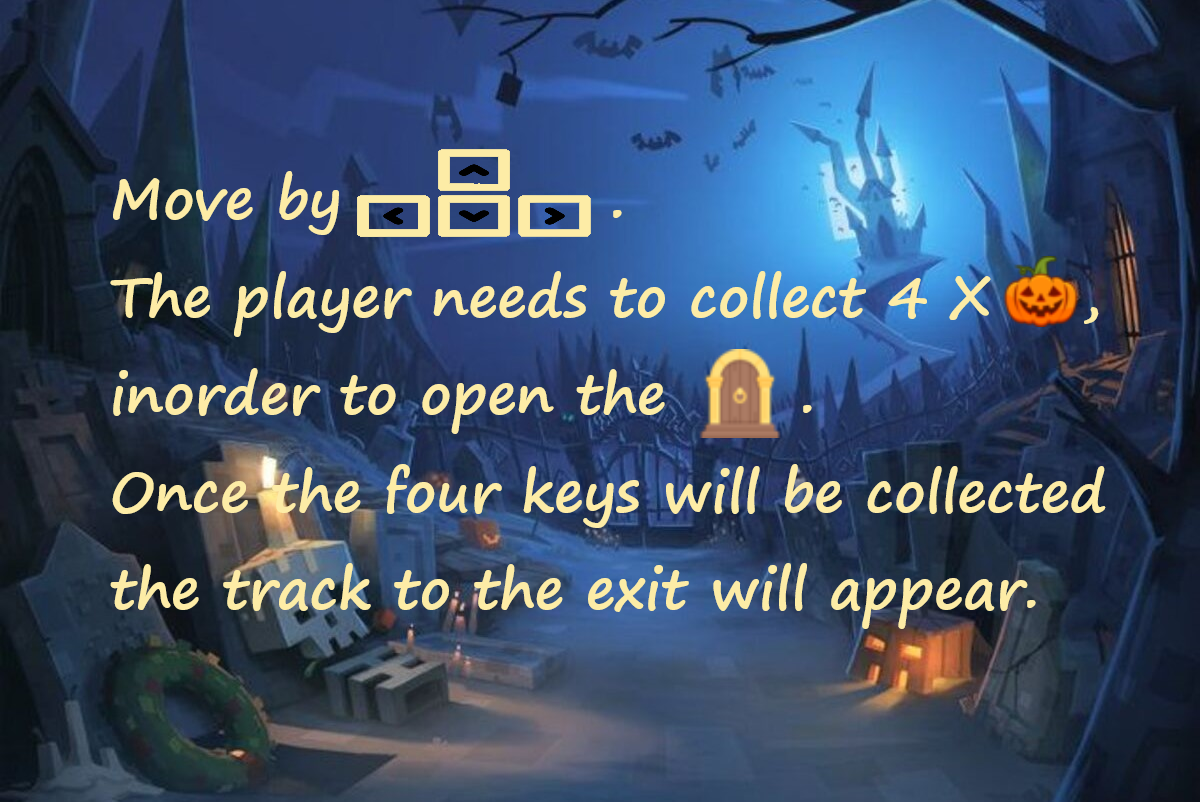 Move by ^ < v > .
The player needs to collect 4 X 🎃,
inorder to open the 🚪 .
Once the four keys will be collected
the track to the exit will appear.